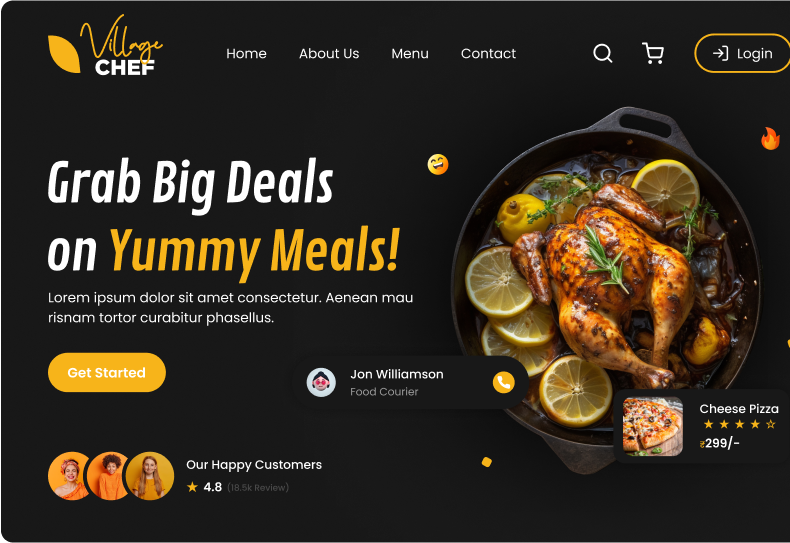 Village
CHEF
Home
About Us
Menu
Contact
Login
Grab Big Deals
on Yummy Meals!
Lorem ipsum dolor sit amet consectetur. Aenean mau
risnam tortor curabitur phasellus.
Get Started
Jon Williamson
Food Courier
Cheese Pizza
₹299/-
Our Happy Customers
4.8 (18.5k Review)